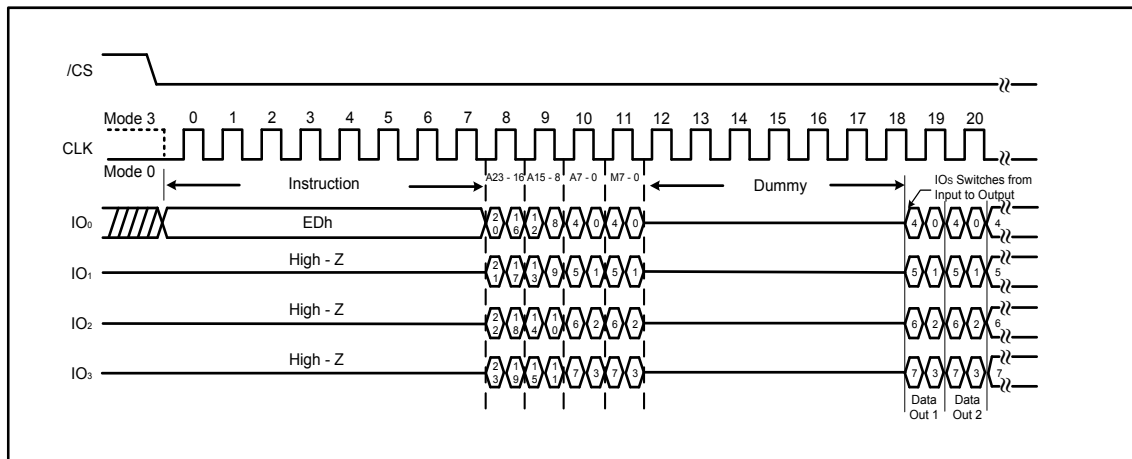 /CS
Mode 3 0 1 2 3 4 5 6 7 8 9 10 11 12 13 14 15 16 17 18 19 20
CLK
Mode 0
A23 - 16 A15 - 8 A7 - 0 M7 - 0
Instruction Dummy
IOs Switches from
Input to Output
IO0 EDh 20 16 12 8 4 0 4 0 4 0 4 0 4
High - Z
IO1 21 17 13 9 5 1 5 1 5 1 5 1 5
High - Z
IO2 22 18 14 10 6 2 6 2 6 2 6 2 6
High - Z
IO3 23 19 15 11 7 3 7 3 7 3 7 3 7
Data
Out 1
Data
Out 2